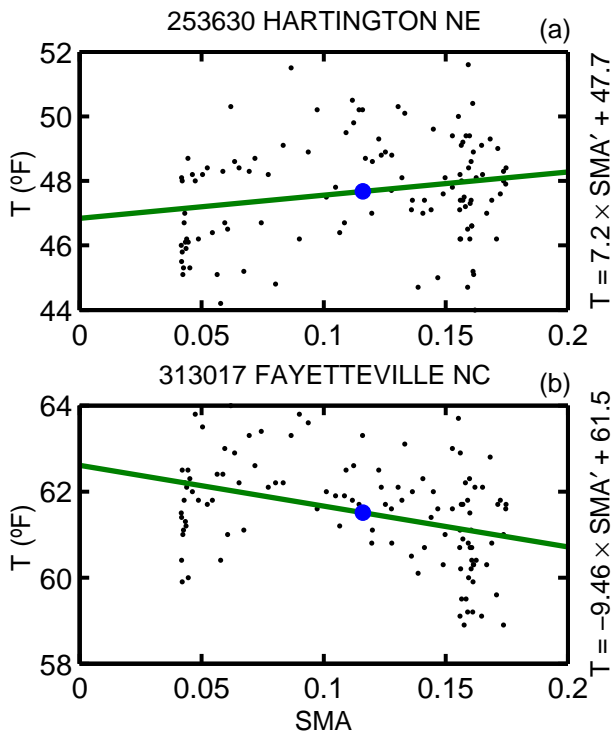 253630 HARTINGTON NE
(a)
52
50
48
46
44
T (ºF)
0
0.05
0.1
0.15
0.2
T = 7.2 × SMA′ + 47.7
313017 FAYETTEVILLE NC
(b)
64
62
60
58
T (ºF)
0
0.05
0.1
0.15
0.2
SMA
T = −9.46 × SMA′ + 61.5